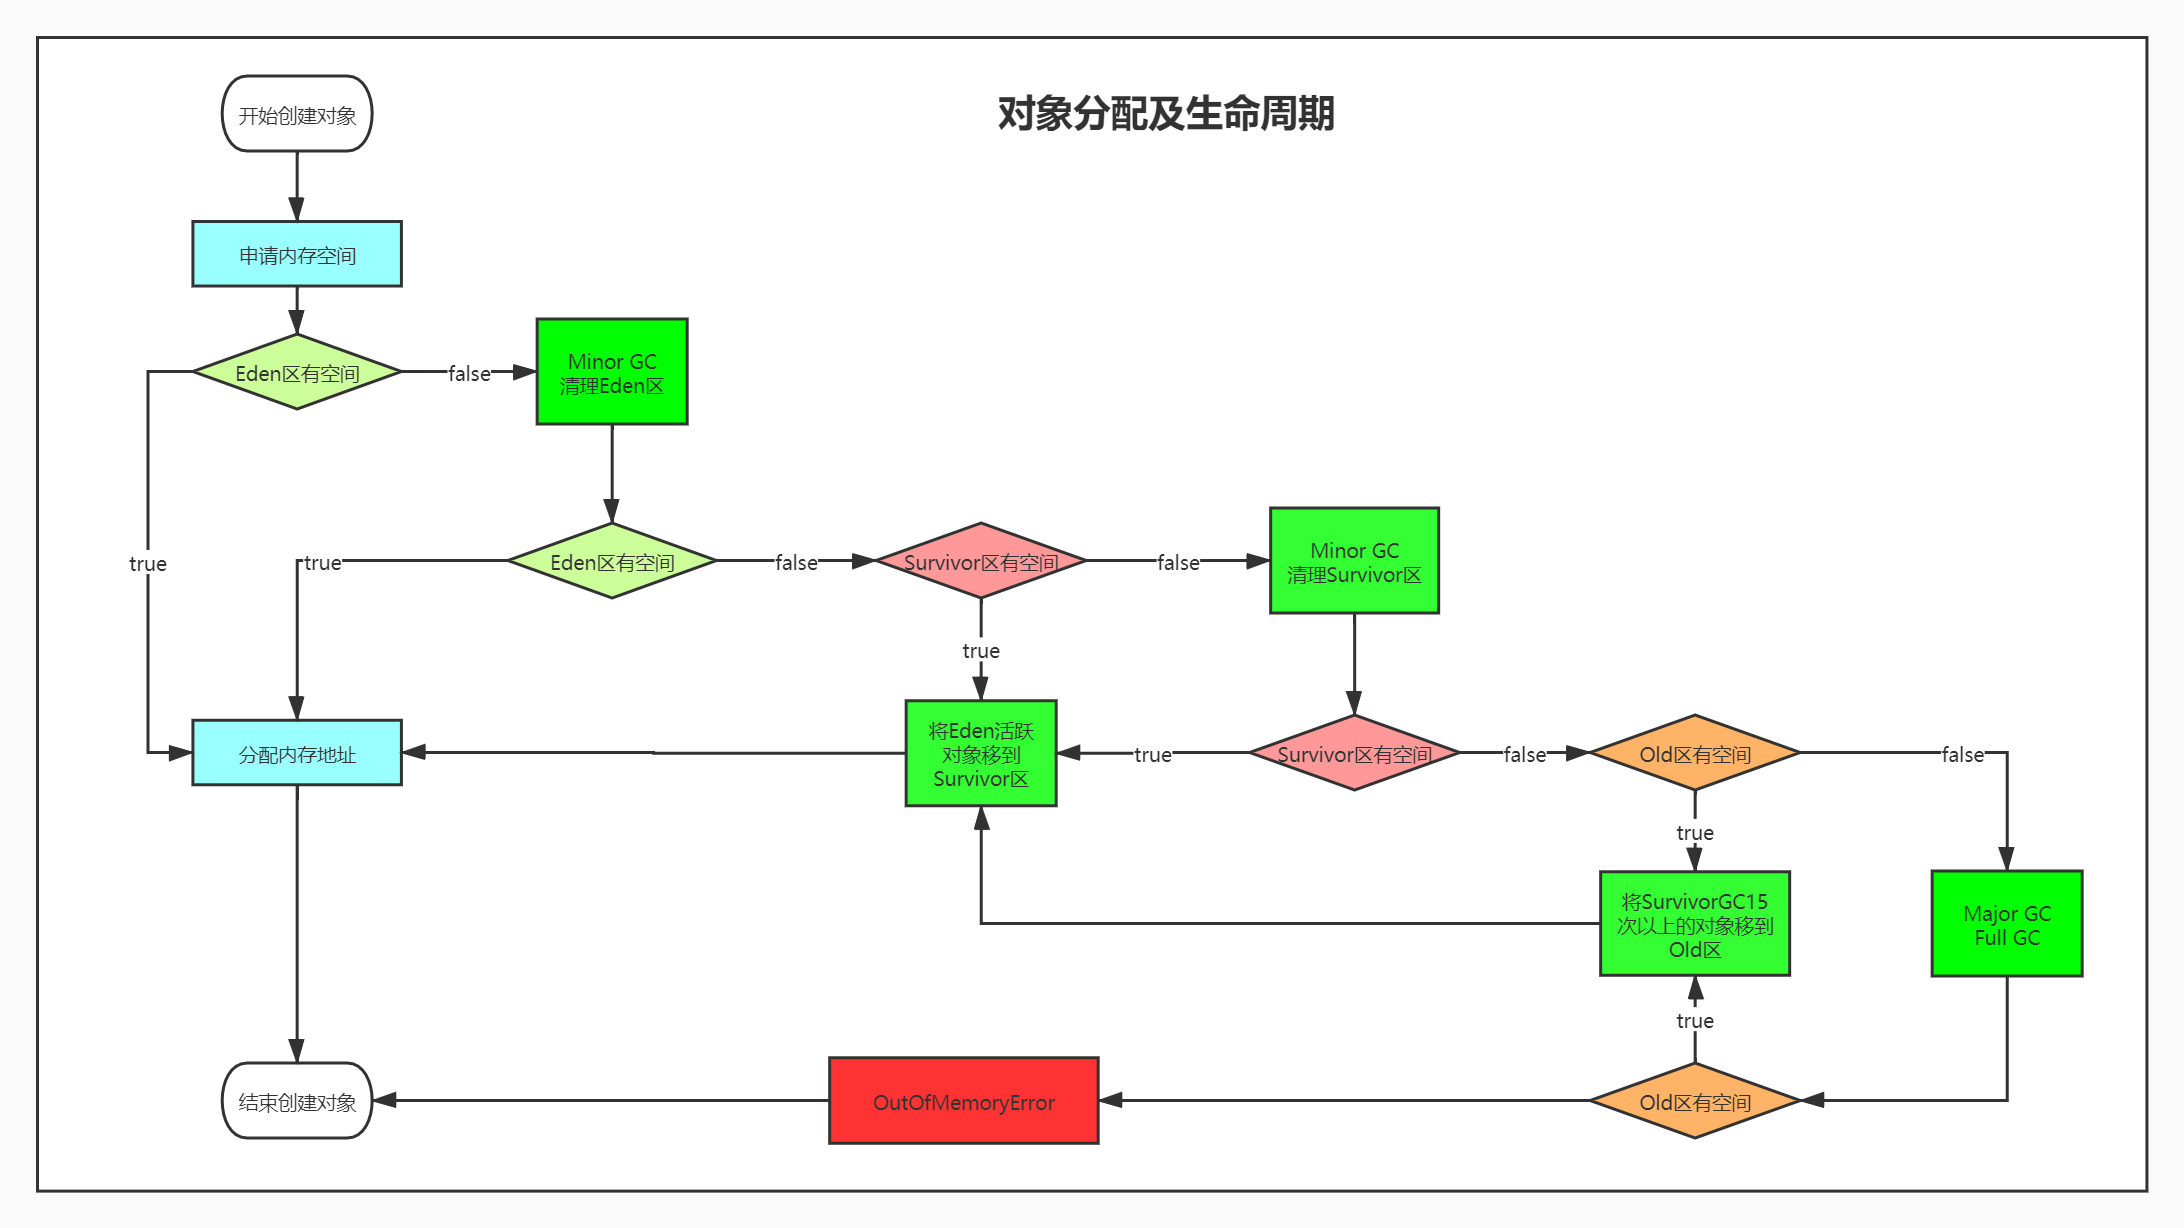 对象分配及生命周期
开始创建对象
申请内存空间
Eden区有空间
false
Minor GC
清理Eden区
true
true
Eden区有空间
false
Survivor区有空间
false
Minor GC
清理Survivor区
true
分配内存地址
将Eden活跃
对象移到
Survivor区
true
Survivor区有空间
false
Old区有空间
false
true
将SurvivorGC15
次以上的对象移到
Old区
Major GC
Full GC
true
结束创建对象
OutOfMemoryError
Old区有空间